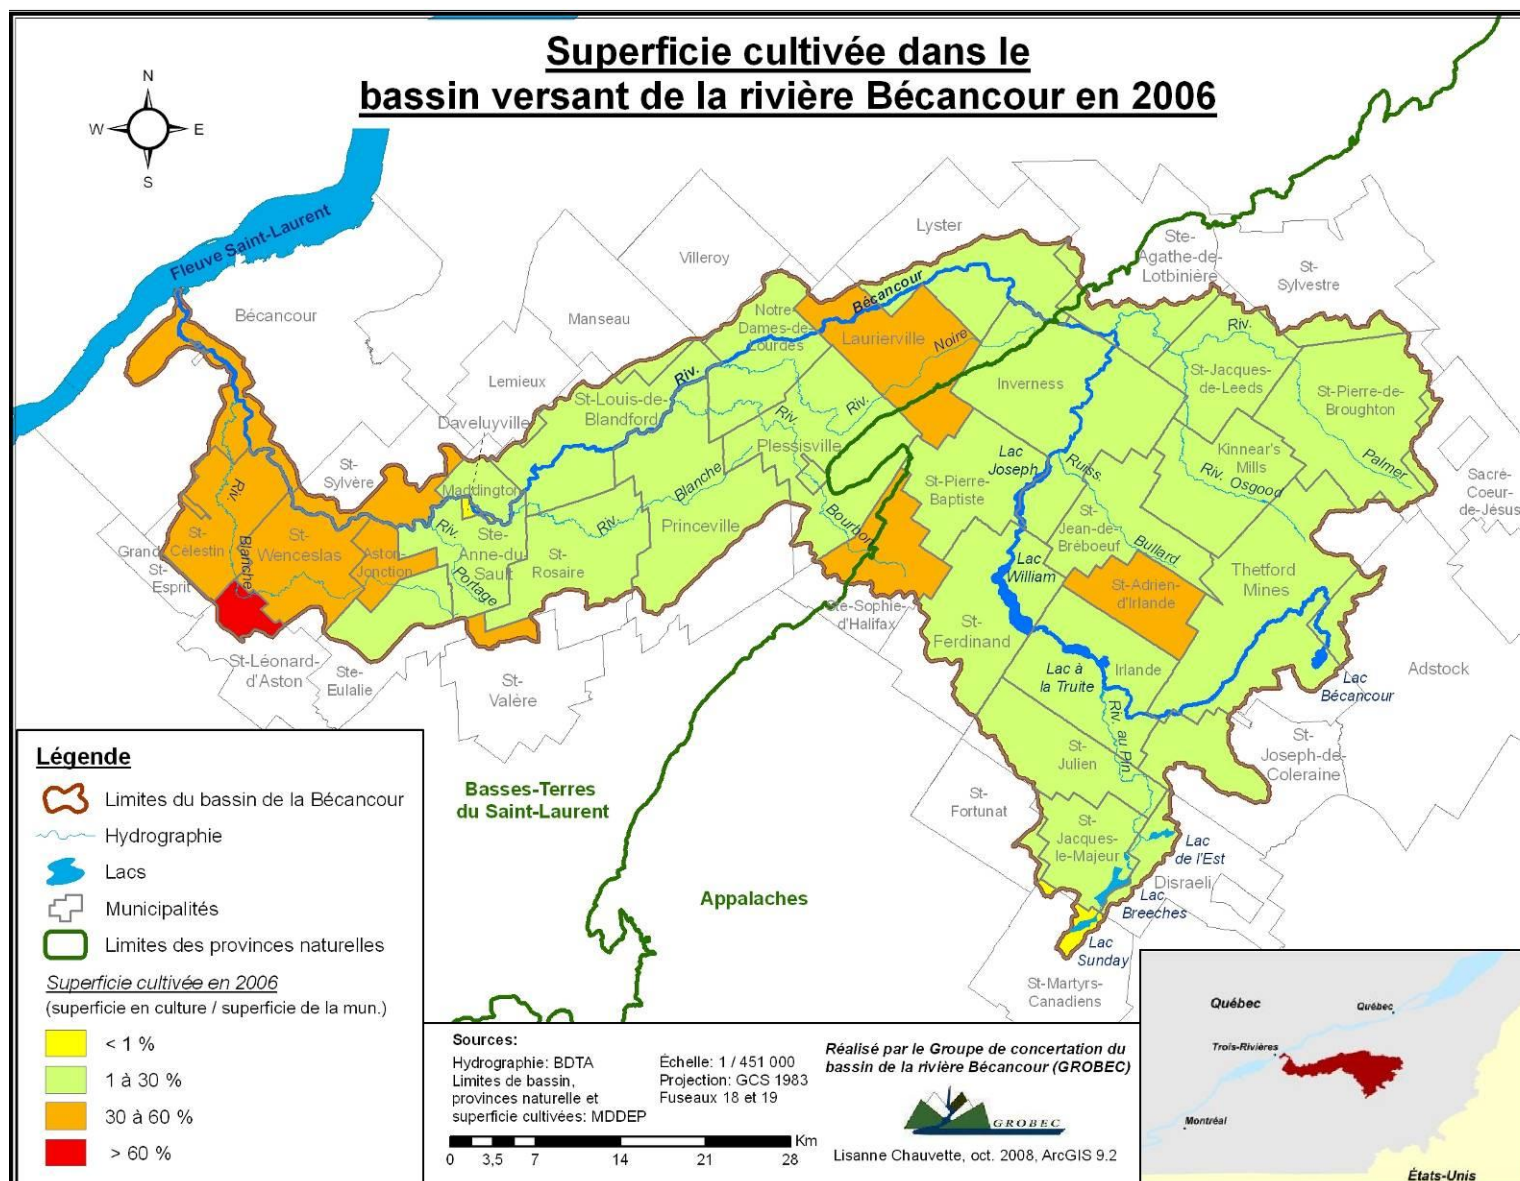 Superficie cultivée dans le
bassin versant de la rivière Bécancour en 2006
N
W
E
S
Fleuve Saint-Laurent
Bécancour
Lyster
Ste-
Agathe-de-
Lotbinière
St-
Sylvestre
Villeroy
Manseau
Lemieux
Daveluyville
St-
Sylvère
Notre-
Dames-de-
Lourdes
Bécancour
Laurierville
Riv.
Noire
Riv.
Riv.
St-Jacques-
de-Leeds
St-Pierre-de-
Broughton
Inverness
St-Louis-de-
Blandford
Riv.
Plessisville
Kinnear's
Mills
Palmer
Riv. Osgood
Sacré-
Coeur-
de-Jésus
Lac
Joseph
Ruiss.
St-Pierre-
Baptiste
Maddington
Riv.
Blanche
Riv.
Princeville
Bourbon
St-
Jean-de-
Bréboeuf
Bullard
Riv.
Blanche
St-
Célestin
St-
Wenceslas
Aston-
Jonction
Riv.
Portage
Ste-
Anne-du-
Sault
St-
Rosaire
Grand-
St-
Esprit
Lac
William
St-Adrien-
d'Irlande
Thetford
Mines
Ste-Sophie-
d'Halifax
St-
Ferdinand
St-Léonard-
d'Aston
Ste-
Eulalie
St-
Valère
Lac à
la Truite
Irlande
Lac
Bécancour
Adstock
Riv. au Pin
St-
Julien
St-
Joseph-de-
Coleraine
St-
Fortunat
St-
Jacques-
le-Majeur
Lac
de l'Est
Disraeli
Lac
Breeches
Lac
Sunday
St-Martyrs-
Canadiens
Basses-Terres
du Saint-Laurent
Appalaches
Légende
Limites du bassin de la Bécancour
Hydrographie
Lacs
Municipalités
Limites des provinces naturelles
Superficie cultivée en 2006
(superficie en culture / superficie de la mun.)
< 1 %
1 à 30 %
30 à 60 %
> 60 %
Sources:
Hydrographie: BDTA
Limites de bassin,
provinces naturelle et
superficie cultivées: MDDEP
Échelle: 1 / 451 000
Projection: GCS 1983
Fuseaux 18 et 19
Km
0 3,5 7 14 21 28
Réalisé par le Groupe de concertation du
bassin de la rivière Bécancour (GROBEC)
GROBEC
Lisanne Chauvette, oct. 2008, ArcGIS 9.2
Québec
Québec
Trois-Rivières
Montréal
États-Unis